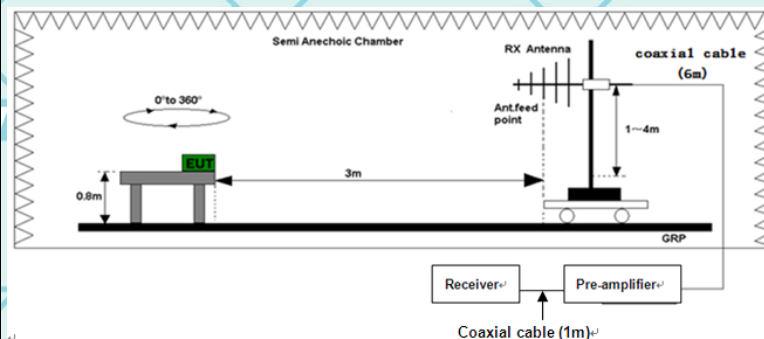 Semi Anechoic Chamber
RX Antenna
coaxial cable
(6m)
0°to 360°
Ant.feed
point
1～4m
EUT
3m
0.8m
GRP
Receiver↵
Pre-amplifier↵
Coaxial cable (1m)↵